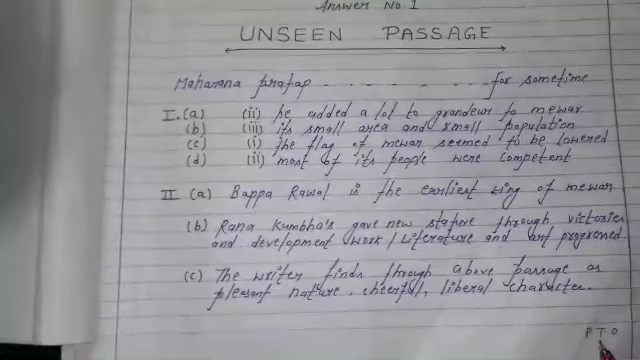 Answer No 1
UNSEEN PASSAGE
Maharana Pratap - - - - - - - - - - for sometime
I. (a) (ii) he added a lot to grandeur to mewar
(b) (iii) its small area and small population
(c) (i) the flag of mewar seemed to be lowered
(d) (ii) most of its people were competent
II (a) Bappa Rawal is the earliest king of mewar
(b) Rana Kumbha's gave new stature through victories
and development work / literature and art progressed
(c) The writer finds through above passage as
pleasant nature, cheerful, liberal character.
P T O